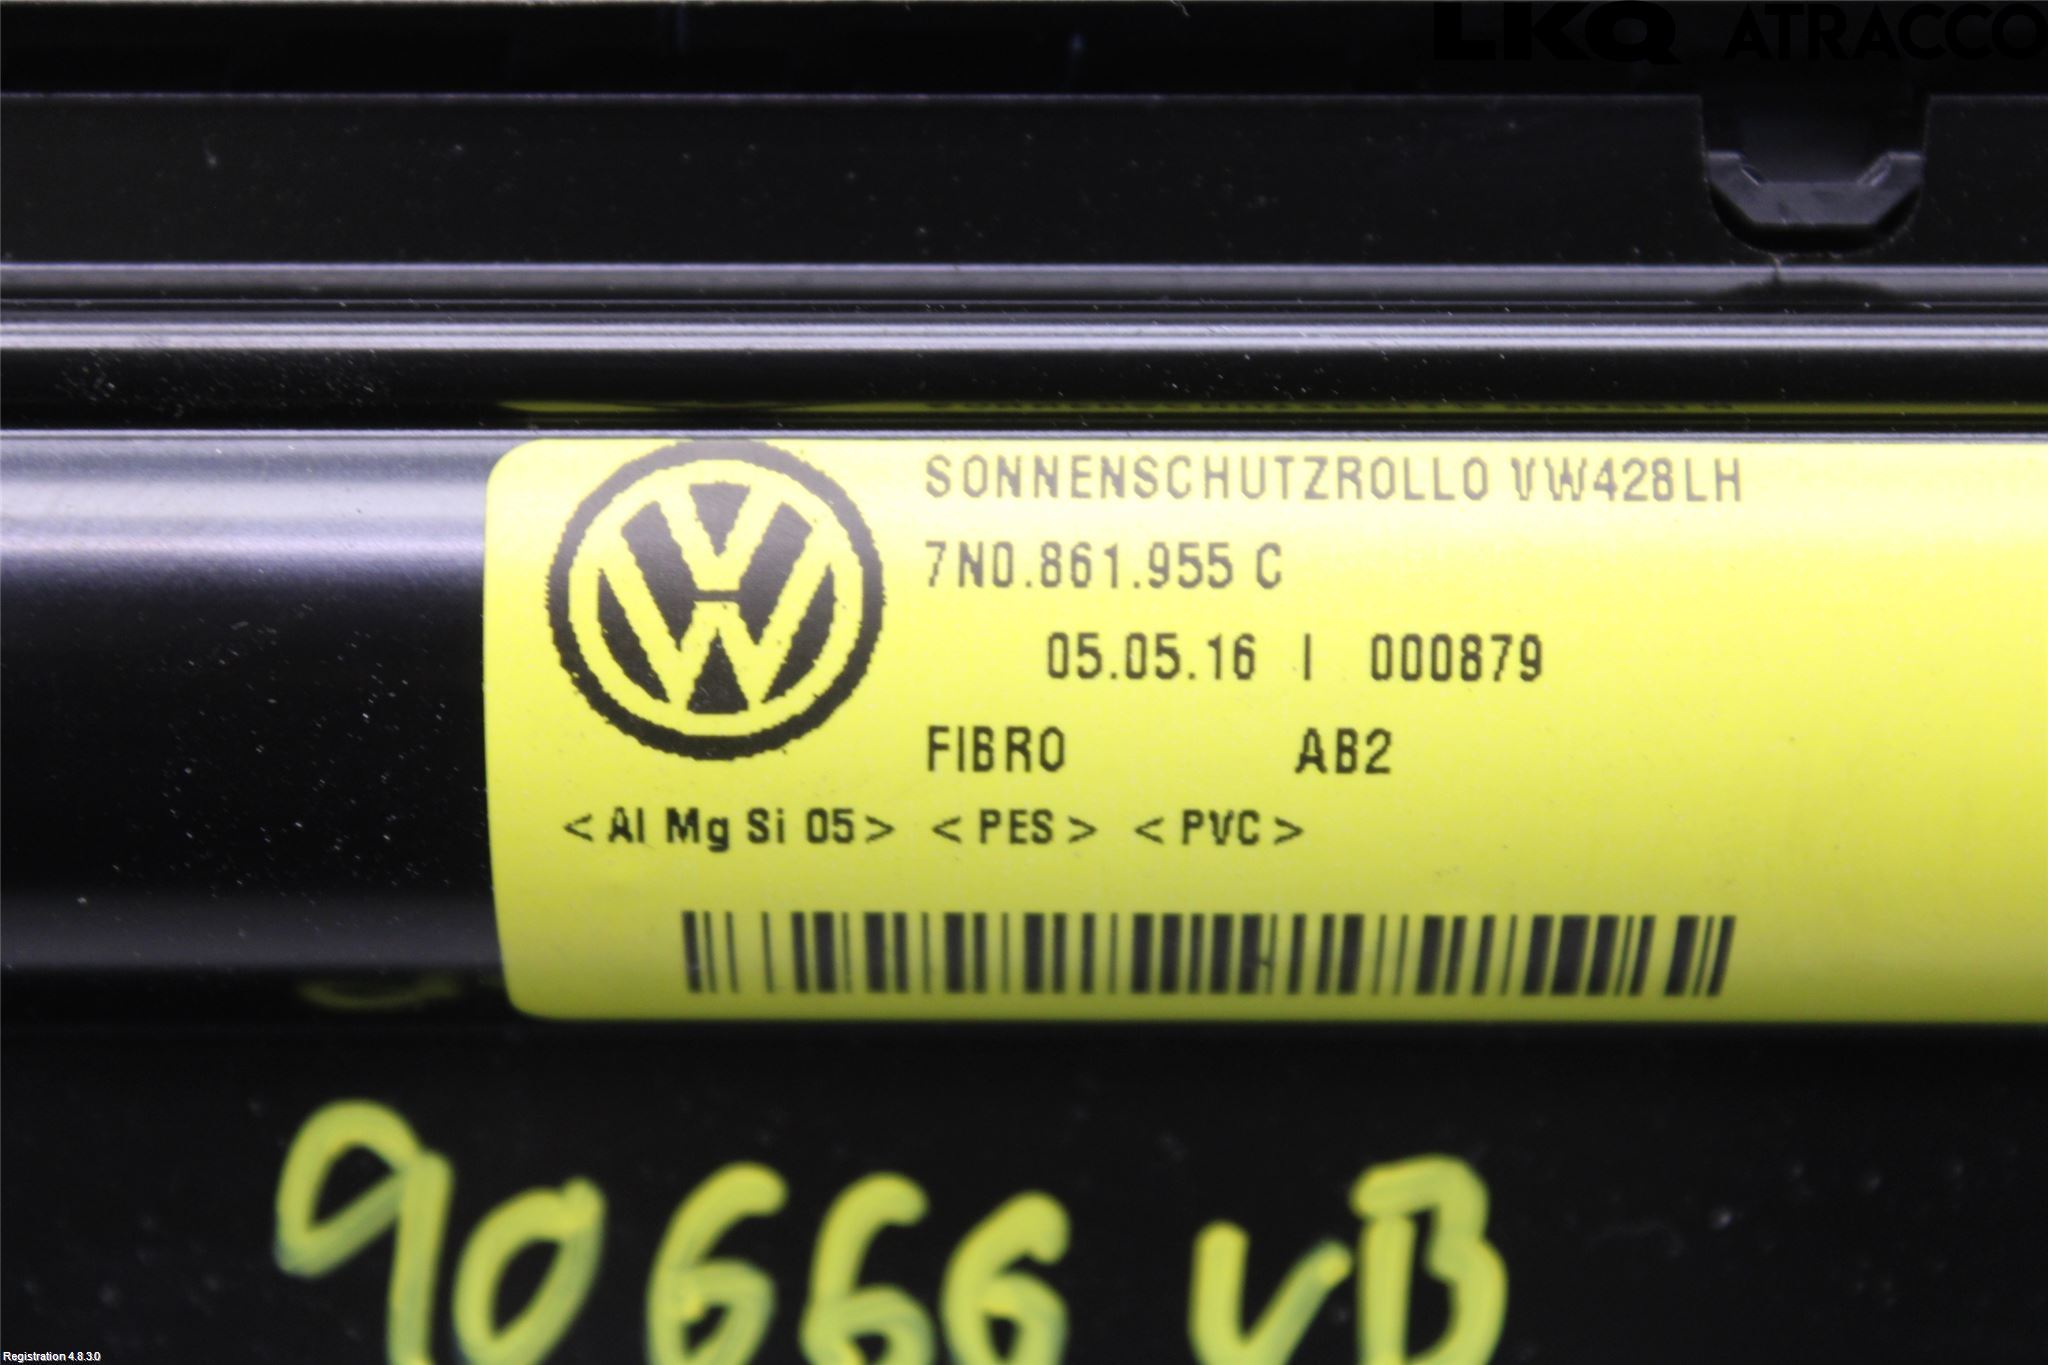 LKQ ATRACCO
SONNENSCHUTZROLLO VW428LH
7N0.861.955 C
05.05.16 | 000879
FIBRO AB2
< Al Mg Si 05 > < PES > < PVC >
90666 VB
Registration 4.8.3.0